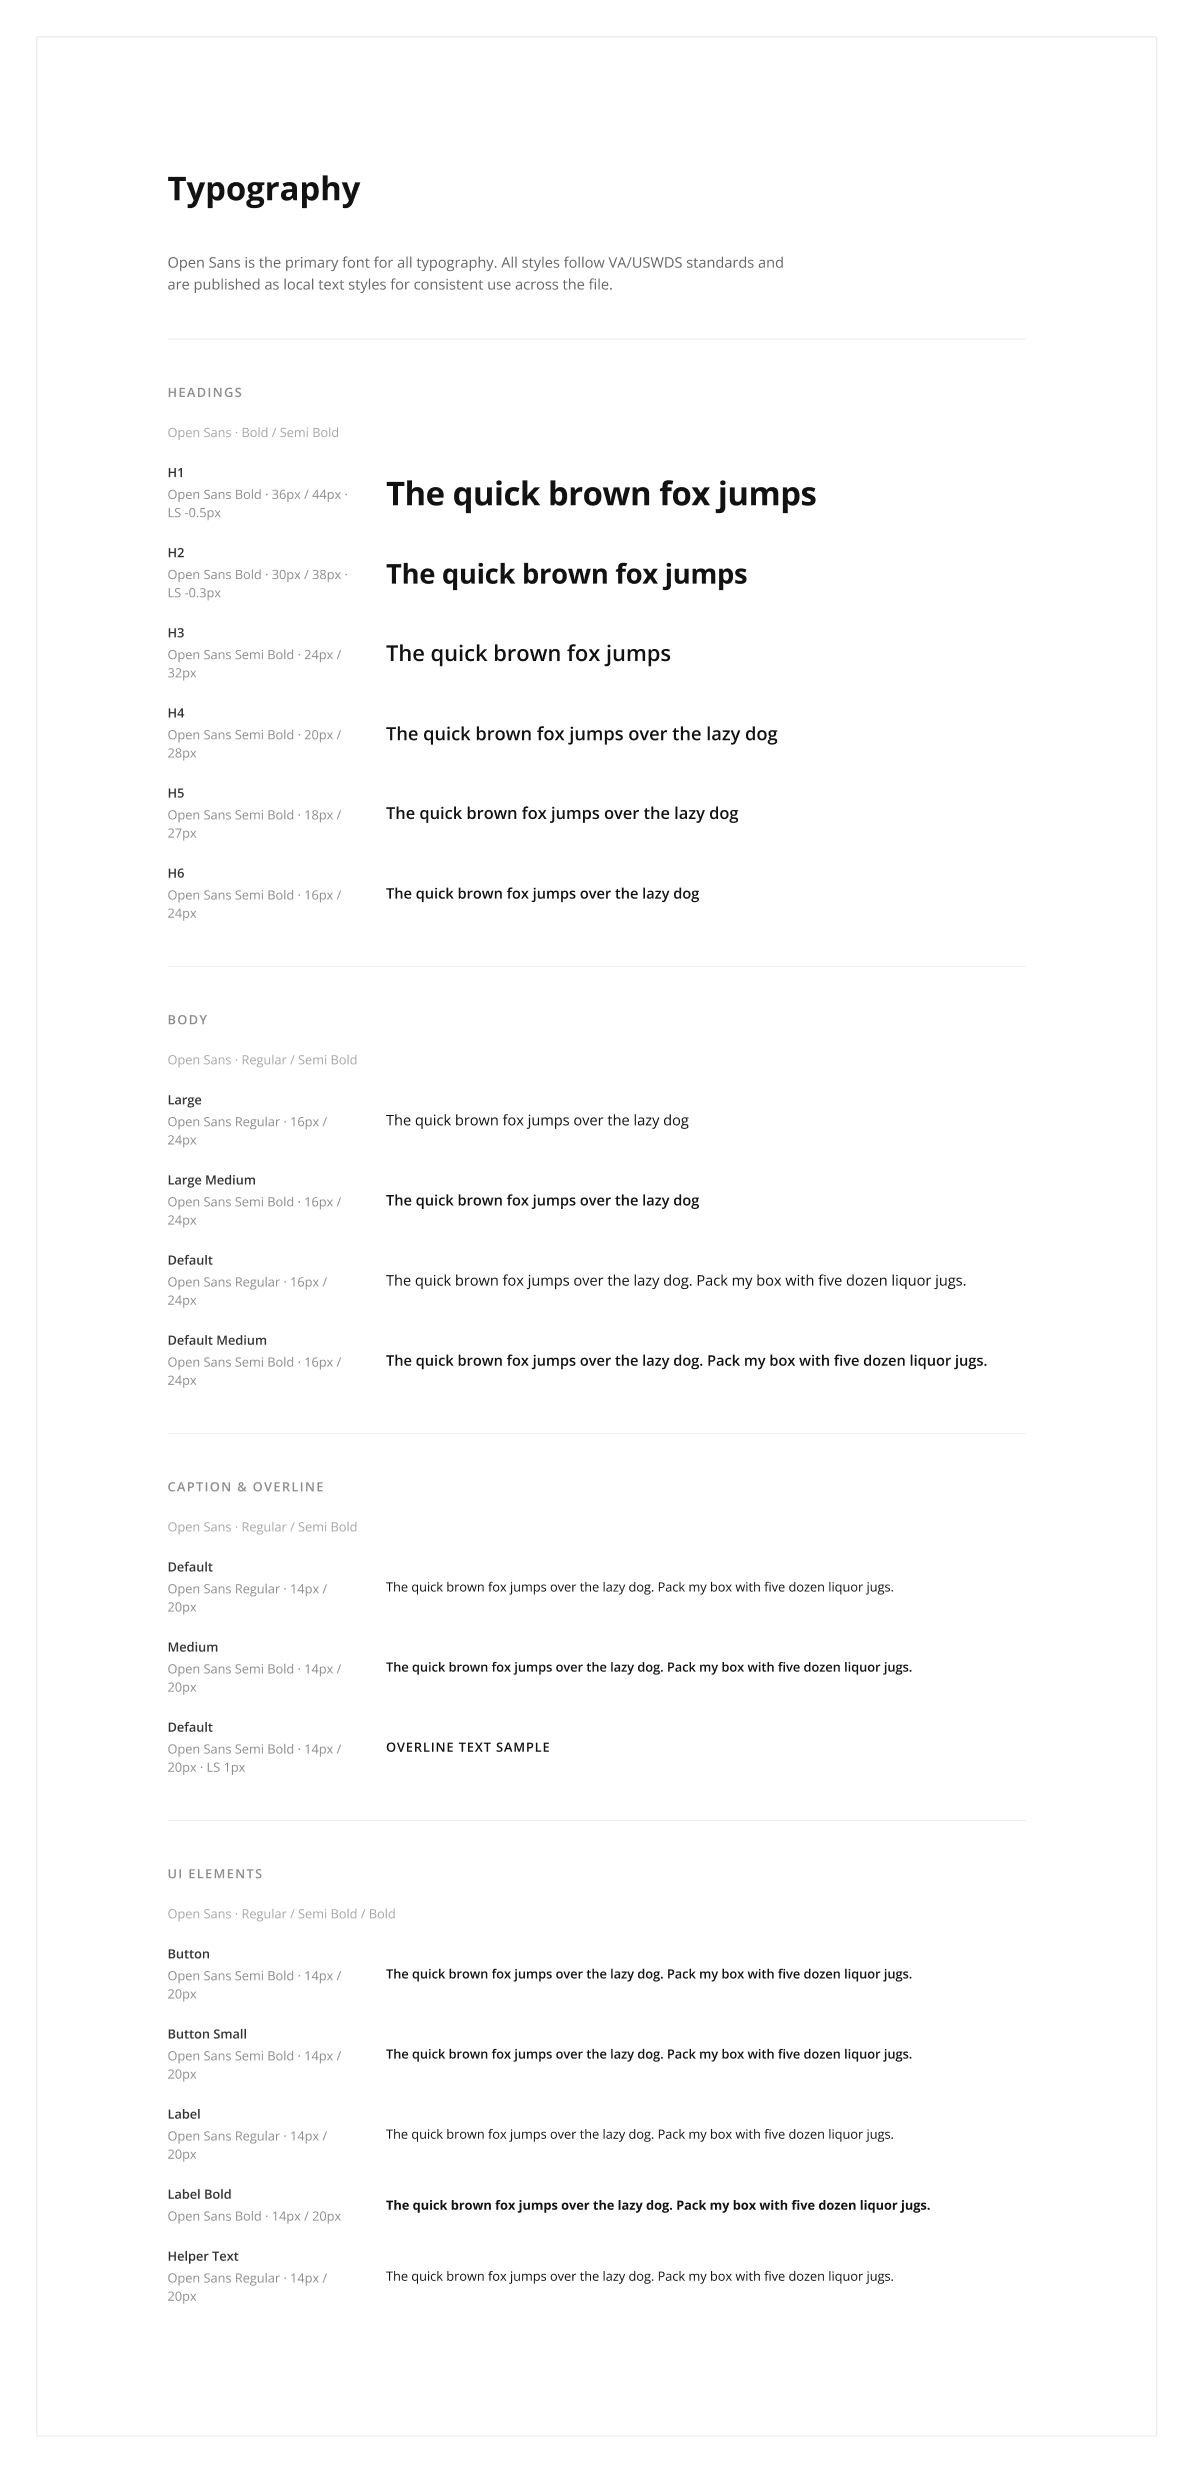 Typography
Open Sans is the primary font for all typography. All styles follow VA/USWDS standards and
are published as local text styles for consistent use across the file.
HEADINGS
Open Sans · Bold / Semi Bold
H1
Open Sans Bold · 36px / 44px ·
LS -0.5px
The quick brown fox jumps
H2
Open Sans Bold · 30px / 38px ·
LS -0.3px
The quick brown fox jumps
H3
Open Sans Semi Bold · 24px /
32px
The quick brown fox jumps
H4
Open Sans Semi Bold · 20px /
28px
The quick brown fox jumps over the lazy dog
H5
Open Sans Semi Bold · 18px /
27px
The quick brown fox jumps over the lazy dog
H6
Open Sans Semi Bold · 16px /
24px
The quick brown fox jumps over the lazy dog
BODY
Open Sans · Regular / Semi Bold
Large
Open Sans Regular · 16px /
24px
The quick brown fox jumps over the lazy dog
Large Medium
Open Sans Semi Bold · 16px /
24px
The quick brown fox jumps over the lazy dog
Default
Open Sans Regular · 16px /
24px
The quick brown fox jumps over the lazy dog. Pack my box with five dozen liquor jugs.
Default Medium
Open Sans Semi Bold · 16px /
24px
The quick brown fox jumps over the lazy dog. Pack my box with five dozen liquor jugs.
CAPTION & OVERLINE
Open Sans · Regular / Semi Bold
Default
Open Sans Regular · 14px /
20px
The quick brown fox jumps over the lazy dog. Pack my box with five dozen liquor jugs.
Medium
Open Sans Semi Bold · 14px /
20px
The quick brown fox jumps over the lazy dog. Pack my box with five dozen liquor jugs.
Default
Open Sans Semi Bold · 14px /
20px · LS 1px
OVERLINE TEXT SAMPLE
UI ELEMENTS
Open Sans · Regular / Semi Bold / Bold
Button
Open Sans Semi Bold · 14px /
20px
The quick brown fox jumps over the lazy dog. Pack my box with five dozen liquor jugs.
Button Small
Open Sans Semi Bold · 14px /
20px
The quick brown fox jumps over the lazy dog. Pack my box with five dozen liquor jugs.
Label
Open Sans Regular · 14px /
20px
The quick brown fox jumps over the lazy dog. Pack my box with five dozen liquor jugs.
Label Bold
Open Sans Bold · 14px / 20px
The quick brown fox jumps over the lazy dog. Pack my box with five dozen liquor jugs.
Helper Text
Open Sans Regular · 14px /
20px
The quick brown fox jumps over the lazy dog. Pack my box with five dozen liquor jugs.